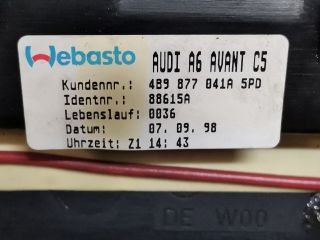 Webasto AUDI A6 AVANT C5
Kundennr.: 4B9 877 041A 5PD
Identnr.: 88615A
Lebenslauf: 0036
Datum: 07. 09. 98
Uhrzeit: Z1 14: 43
DE W00